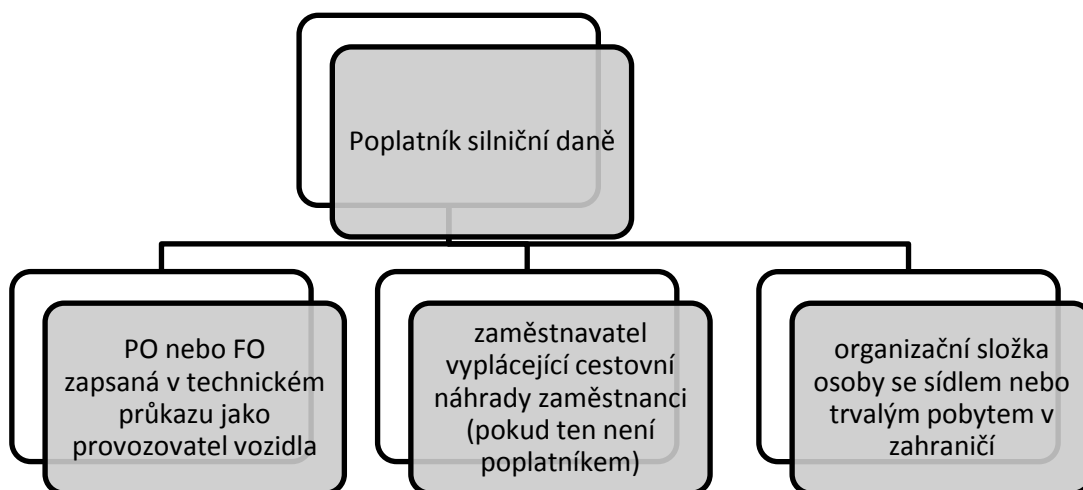 Poplatník silniční daně
PO nebo FO
zapsaná v technickém
průkazu jako
provozovatel vozidla
zaměstnavatel
vyplácející cestovní
náhrady zaměstnanci
(pokud ten není
poplatníkem)
organizační složka
osoby se sídlem nebo
trvalým pobytem v
zahraničí